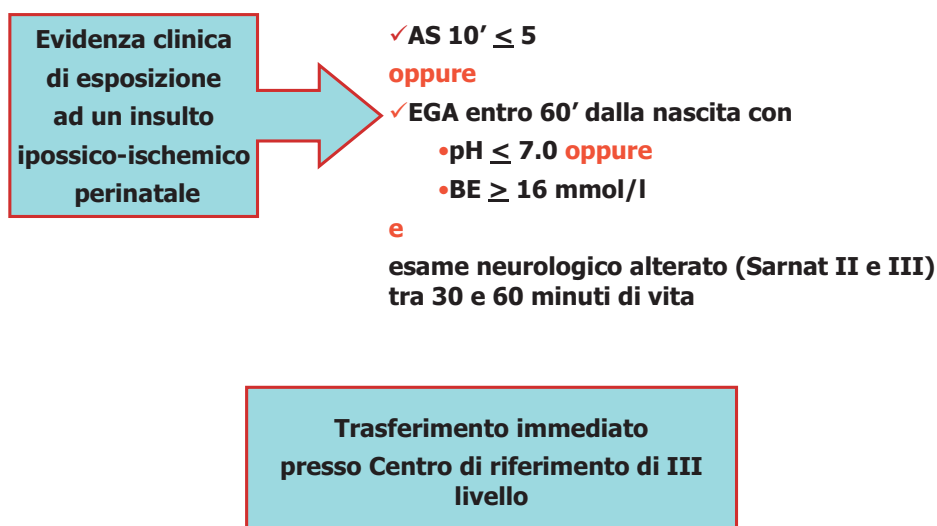 Evidenza clinica
di esposizione
ad un insulto
ipossico-ischemico
perinatale
✓AS 10’ ≤ 5
oppure
✓EGA entro 60’ dalla nascita con
•pH ≤ 7.0 oppure
•BE ≥ 16 mmol/l
e
esame neurologico alterato (Sarnat II e III)
tra 30 e 60 minuti di vita
Trasferimento immediato
presso Centro di riferimento di III
livello